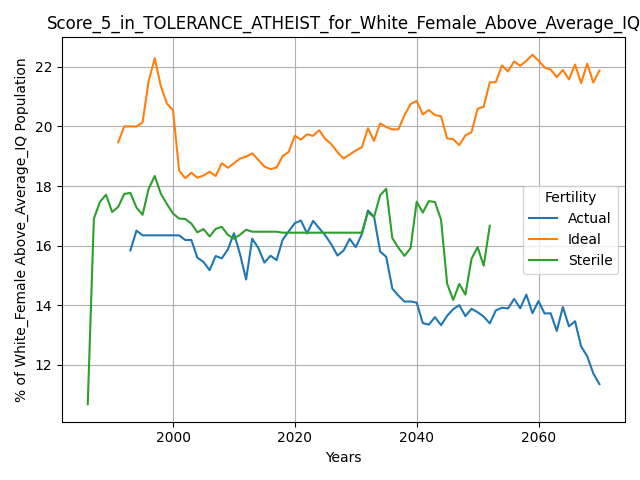 Score_5_in_TOLERANCE_ATHEIST_for_White_Female_Above_Average_IQ
% of White_Female Above_Average_IQ Population
22
20
18
16
14
12
Fertility
Actual
Ideal
Sterile
2000 2020 2040 2060
Years